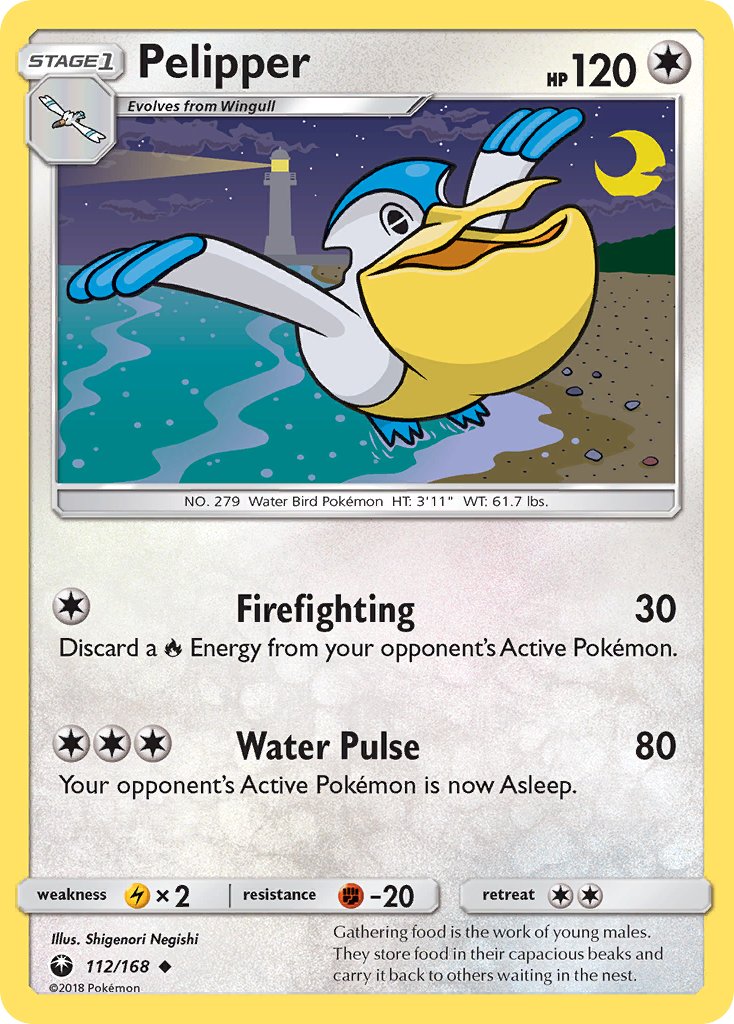 STAGE1
Pelipper
HP 120
Evolves from Wingull
NO. 279 Water Bird Pokémon HT: 3'11" WT: 61.7 lbs.
Firefighting 30
Discard a Energy from your opponent's Active Pokémon.
Water Pulse 80
Your opponent's Active Pokémon is now Asleep.
weakness ×2 resistance -20 retreat
Illus. Shigenori Negishi
112/168
©2018 Pokémon
Gathering food is the work of young males.
They store food in their capacious beaks and
carry it back to others waiting in the nest.